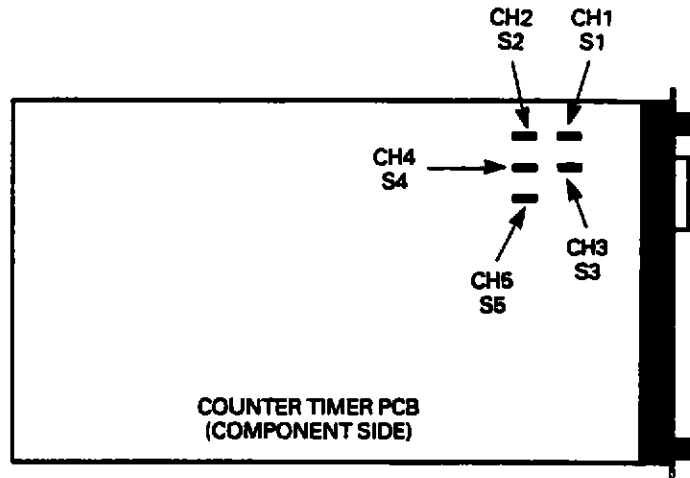 CH2
S2
CH1
S1
CH4
S4
CH3
S3
CH5
S5
COUNTER TIMER PCB
(COMPONENT SIDE)